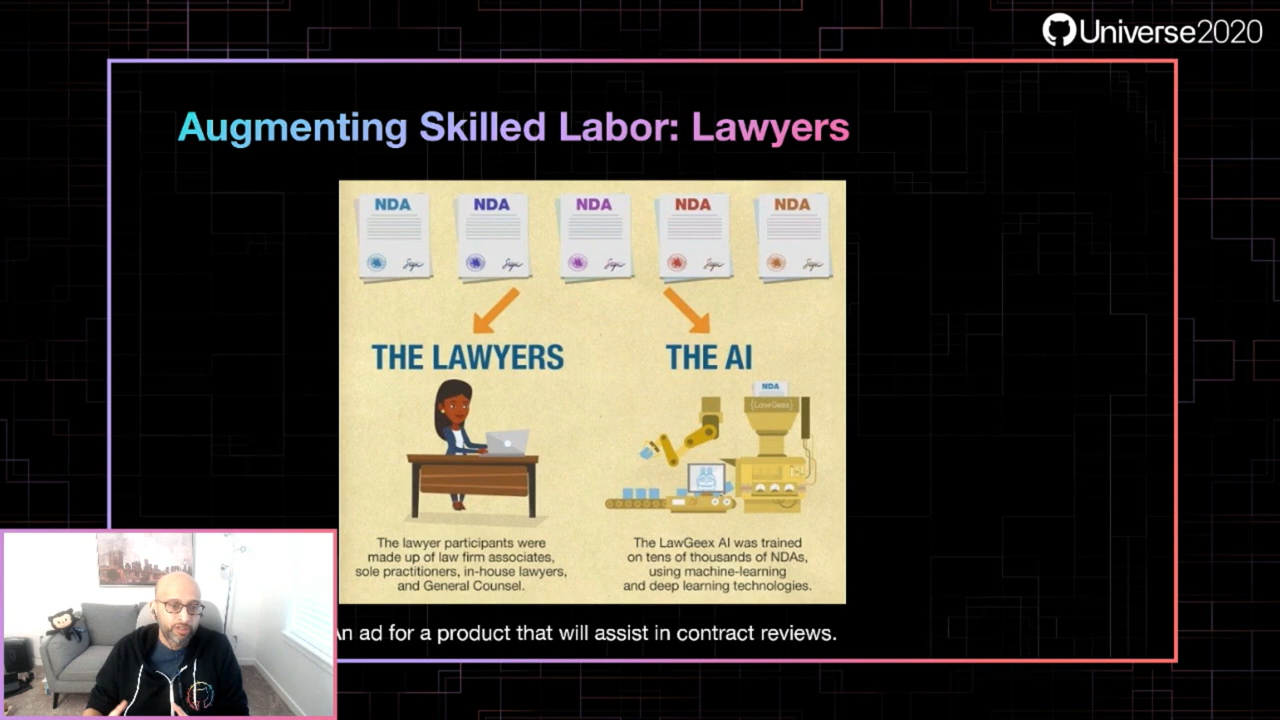 Universe2020
Augmenting Skilled Labor: Lawyers
NDA NDA NDA NDA NDA
THE LAWYERS
THE AI
NDA
{LawGeex}
The lawyer participants were
made up of law firm associates,
sole practitioners, in-house lawyers,
and General Counsel.
The LawGeex AI was trained
on tens of thousands of NDAs,
using machine-learning
and deep learning technologies.
An ad for a product that will assist in contract reviews.